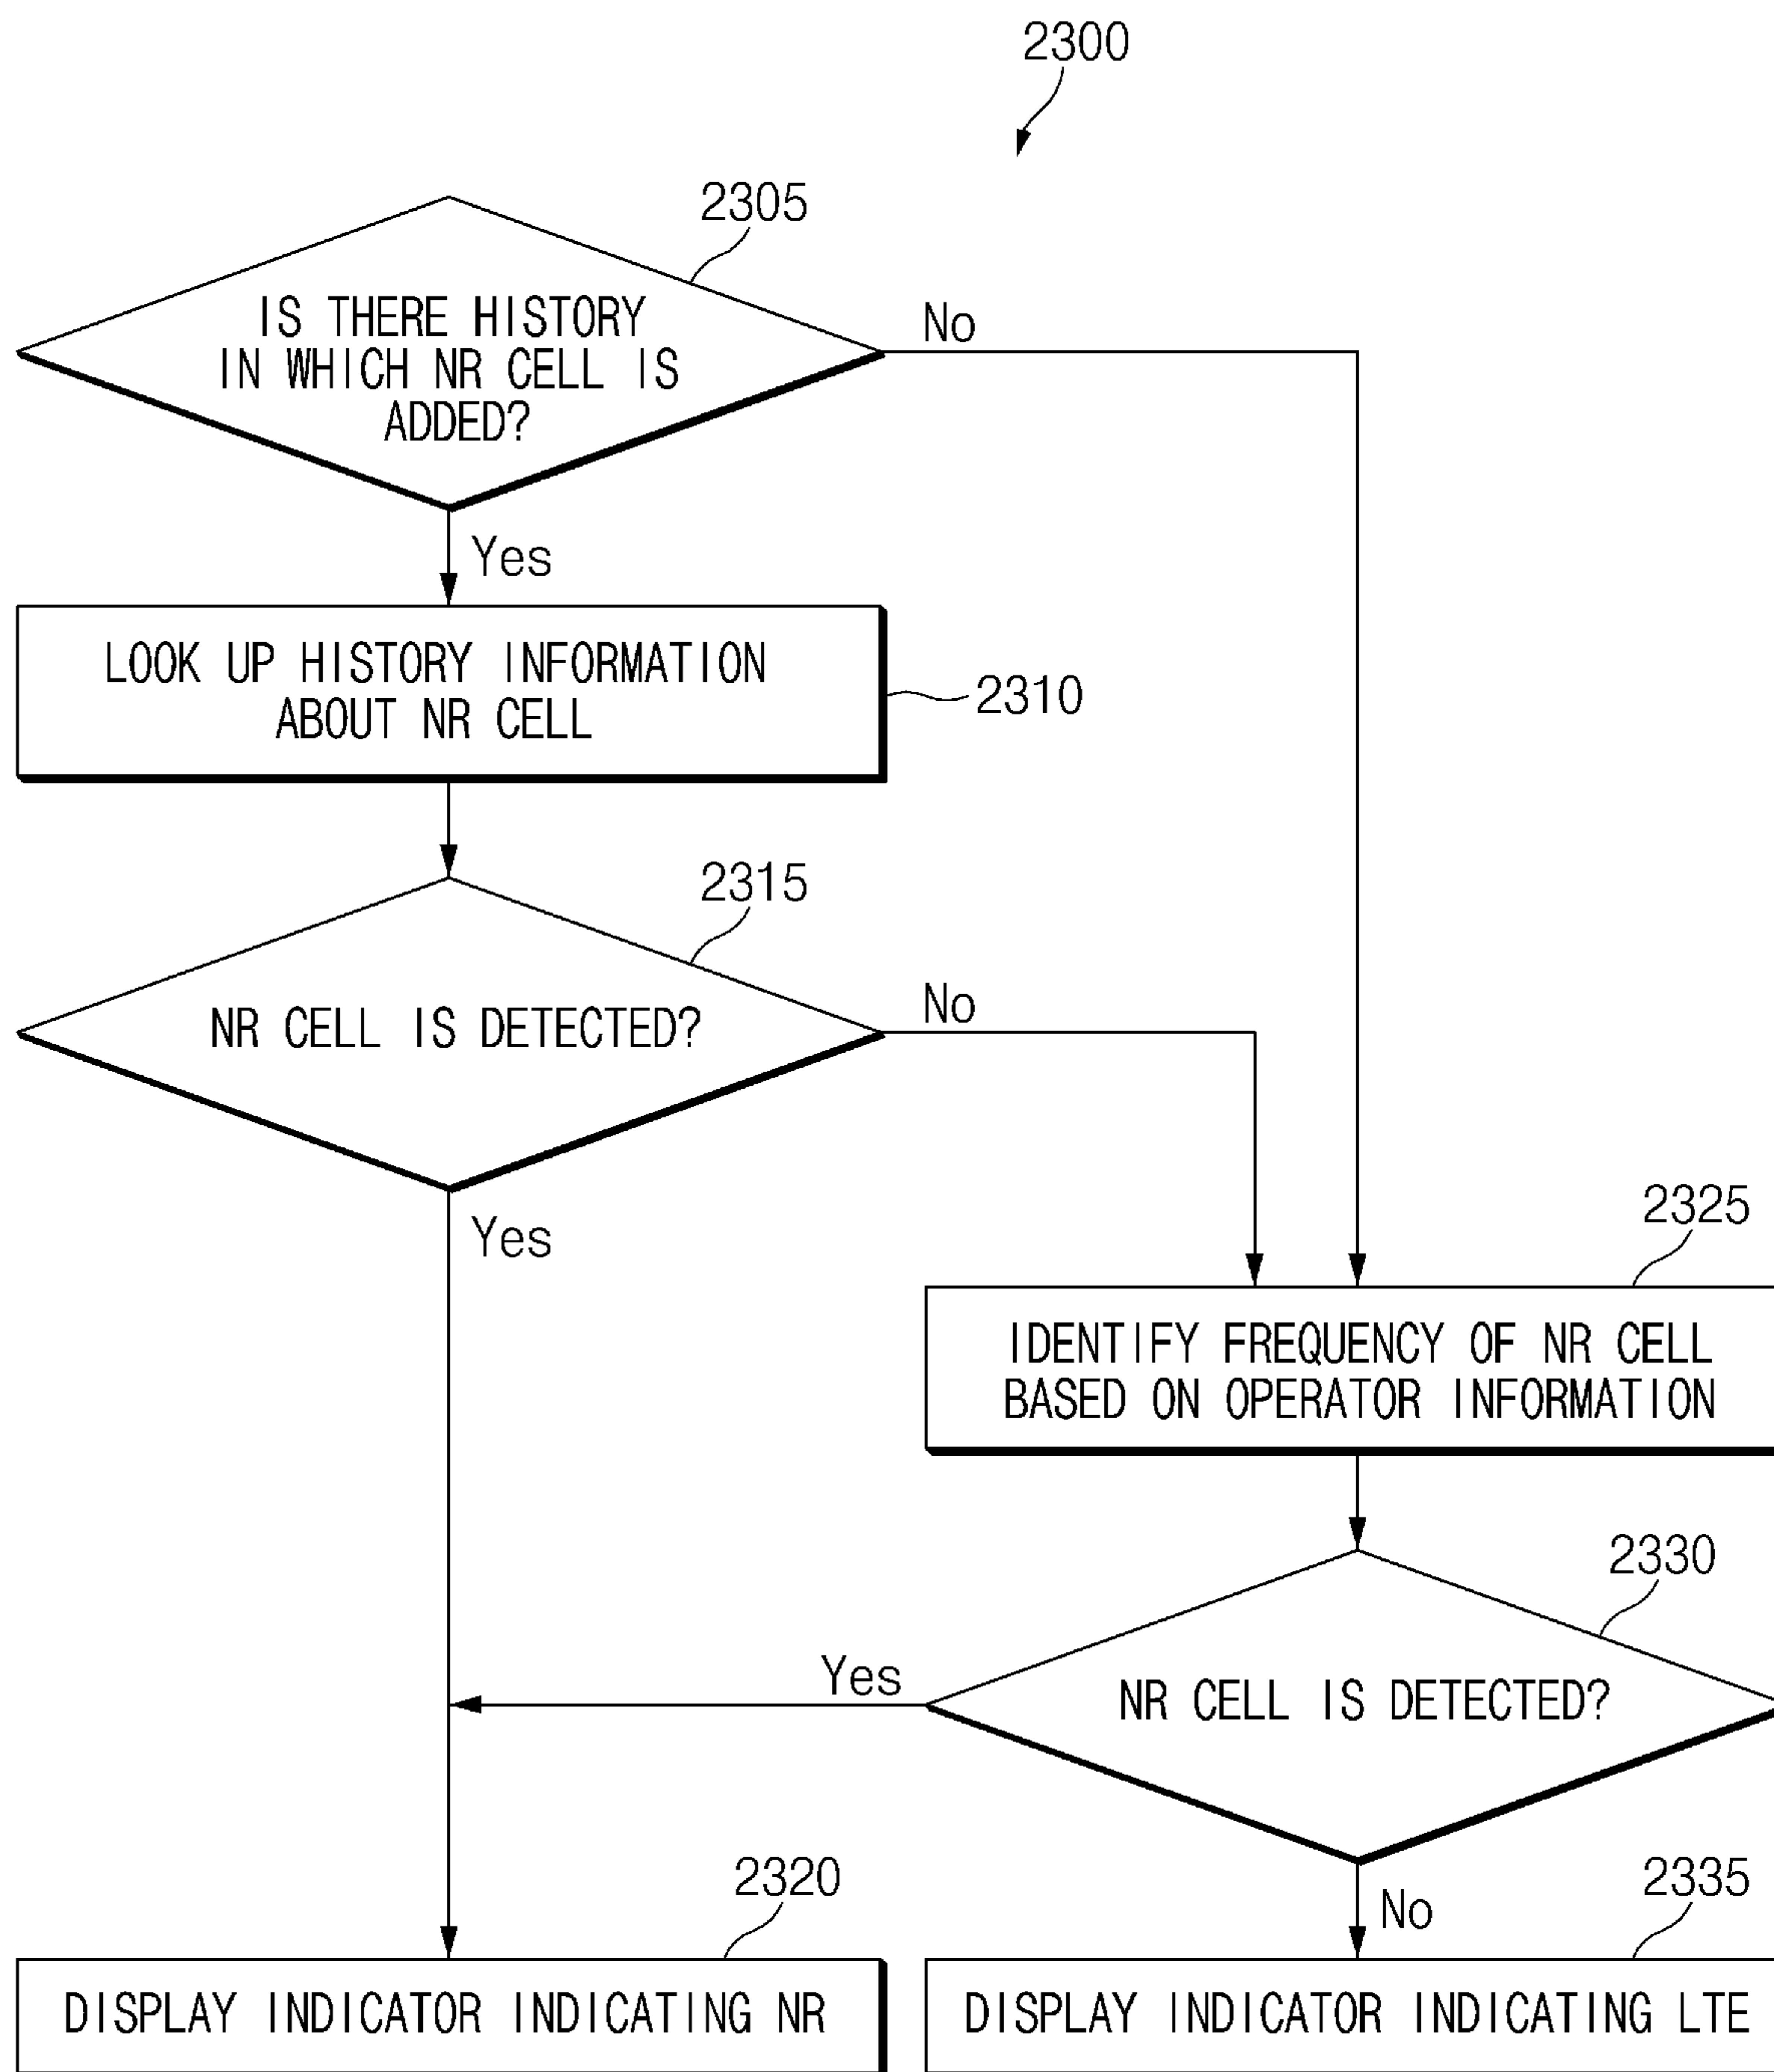 2300
2305
IS THERE HISTORY
IN WHICH NR CELL IS
ADDED?
No
Yes
LOOK UP HISTORY INFORMATION
ABOUT NR CELL
2310
2315
NR CELL IS DETECTED?
No
Yes
2325
IDENTIFY FREQUENCY OF NR CELL
BASED ON OPERATOR INFORMATION
2330
NR CELL IS DETECTED?
Yes
No
2320
DISPLAY INDICATOR INDICATING NR
2335
DISPLAY INDICATOR INDICATING LTE